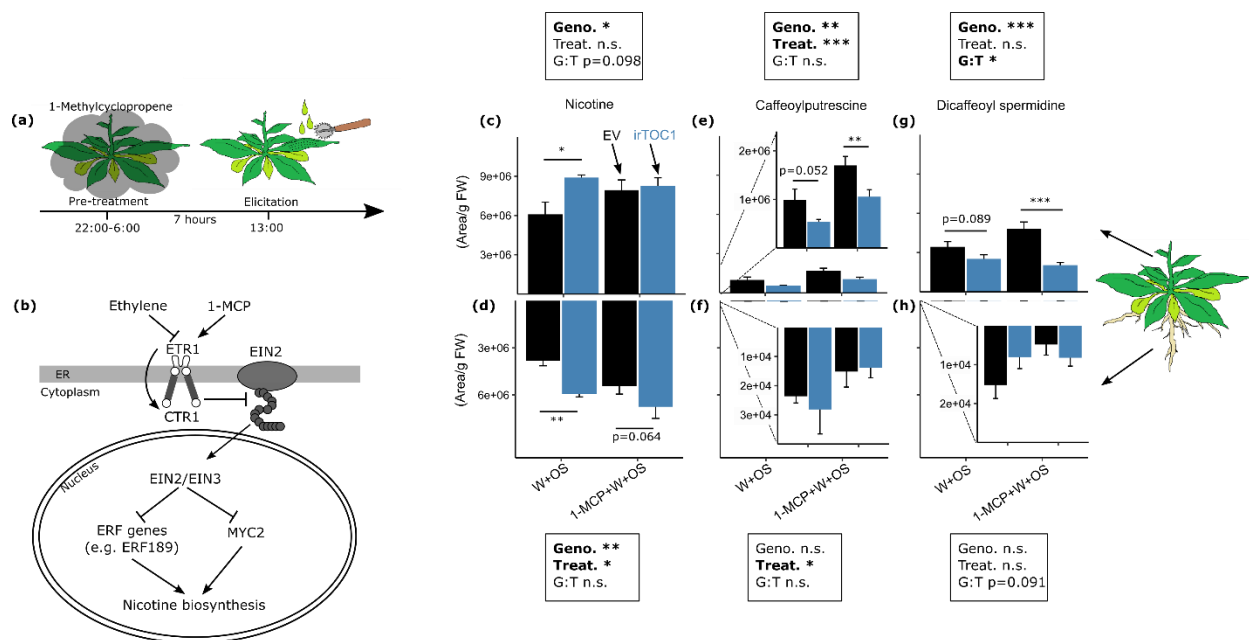 (a)
1-Methylcyclopropene
Pre-treatment
7 hours
Elicitation
22:00-6:00
13:00
(b)
Ethylene
1-MCP
ETR1
EIN2
ER
Cytoplasm
CTR1
Nucleus
EIN2/EIN3
ERF genes
(e.g. ERF189)
MYC2
Nicotine biosynthesis
Geno. *
Treat. n.s.
G:T p=0.098
Geno. **
Treat. ***
G:T n.s.
Geno. ***
Treat. n.s.
G:T *
Nicotine
Caffeoylputrescine
Dicaffeoyl spermidine
(c)
EV
irTOC1
*
(Area/g FW)
9e+06
6e+06
3e+06
(e)
2e+06
1e+06
p=0.052
**
(g)
p=0.089
***
(d)
(Area/g FW)
3e+06
6e+06
**
p=0.064
W+OS
1-MCP+W+OS
(f)
1e+04
2e+04
3e+04
W+OS
1-MCP+W+OS
(h)
1e+04
2e+04
W+OS
1-MCP+W+OS
Geno. **
Treat. *
G:T n.s.
Geno. n.s.
Treat. *
G:T n.s.
Geno. n.s.
Treat. n.s.
G:T p=0.091